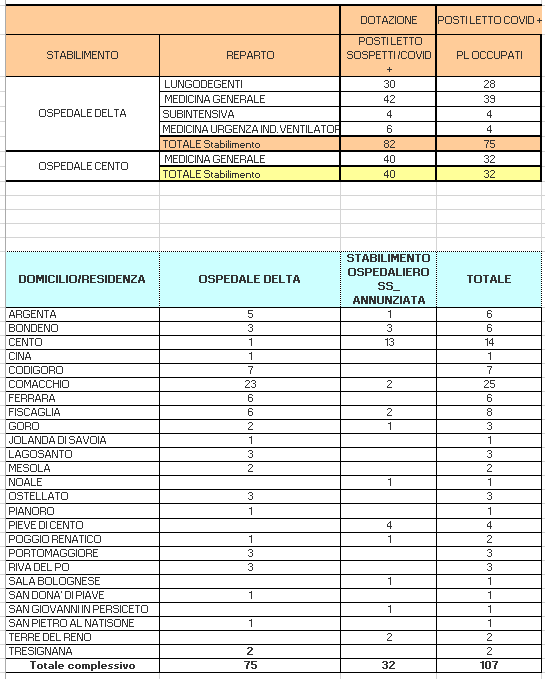 DOTAZIONE POSTI LETTO COVID +
STABILIMENTO REPARTO POSTI LETTO SOSPETTI /COVID + PL OCCUPATI
OSPEDALE DELTA
LUNGODEGENTI 30 28
MEDICINA GENERALE 42 39
SUBINTENSIVA 4 4
MEDICINA URGENZA IND.VENTILATOR 6 4
TOTALE Stabilimento 82 75
OSPEDALE CENTO
MEDICINA GENERALE 40 32
TOTALE Stabilimento 40 32
DOMICILIO/RESIDENZA OSPEDALE DELTA STABILIMENTO OSPEDALIERO SS_ ANNUNZIATA TOTALE
ARGENTA 5 1 6
BONDENO 3 3 6
CENTO 1 13 14
CINA 1 1
CODIGORO 7 7
COMACCHIO 23 2 25
FERRARA 6 6
FISCAGLIA 6 2 8
GORO 2 1 3
JOLANDA DI SAVOIA 1 1
LAGOSANTO 3 3
MESOLA 2 2
NOALE 1 1
OSTELLATO 3 3
PIANORO 1 1
PIEVE DI CENTO 4 4
POGGIO RENATICO 1 1 2
PORTOMAGGIORE 3 3
RIVA DEL PO 3 3
SALA BOLOGNESE 1 1
SAN DONA' DI PIAVE 1 1
SAN GIOVANNI IN PERSICETO 1 1
SAN PIETRO AL NATISONE 1 1
TERRE DEL RENO 2 2
TRESIGNANA 2 2
Totale complessivo 75 32 107